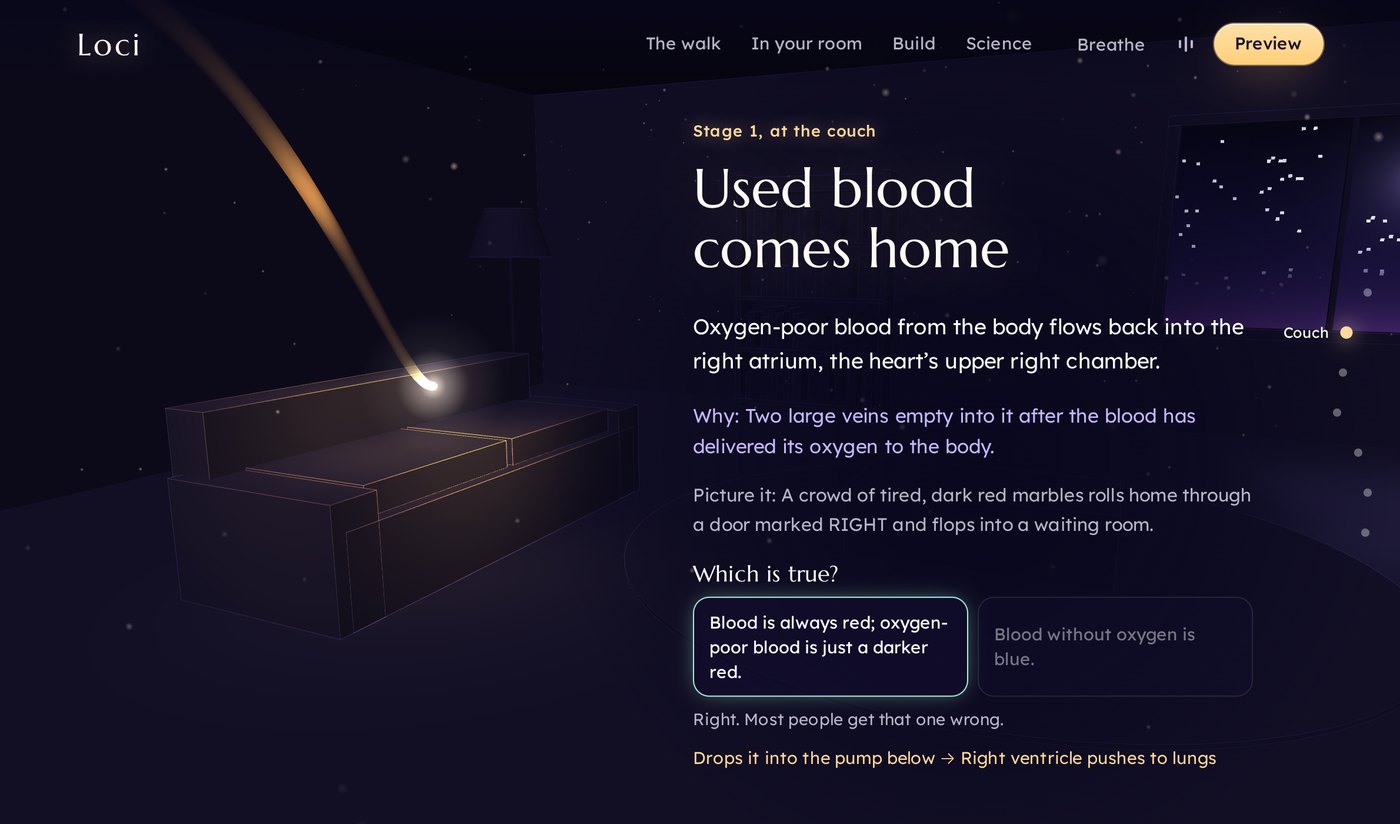 Loci
The walk
In your room
Build
Science
Breathe
Preview
Stage 1, at the couch
Used blood
comes home
Oxygen-poor blood from the body flows back into the
right atrium, the heart’s upper right chamber.
Couch
Why: Two large veins empty into it after the blood has
delivered its oxygen to the body.
Picture it: A crowd of tired, dark red marbles rolls home through
a door marked RIGHT and flops into a waiting room.
Which is true?
Blood is always red; oxygen-
poor blood is just a darker
red.
Blood without oxygen is
blue.
Right. Most people get that one wrong.
Drops it into the pump below → Right ventricle pushes to lungs